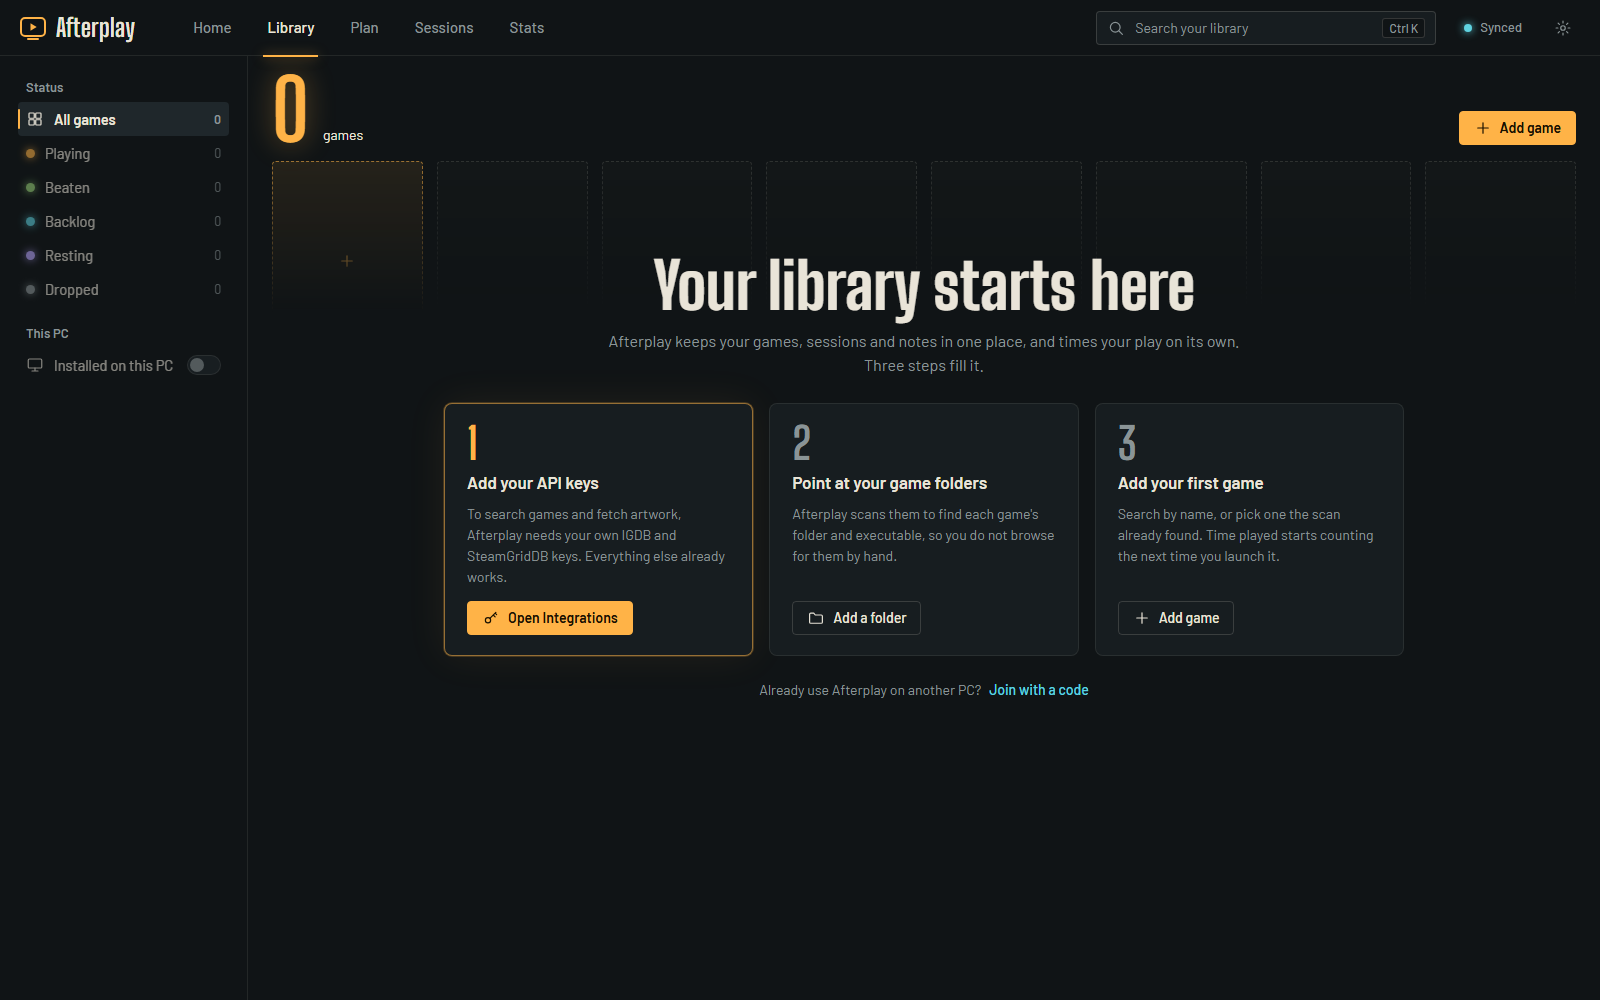 Afterplay
Home
Library
Plan
Sessions
Stats
Search your library
Ctrl K
Synced
Status
All games 0
Playing 0
Beaten 0
Backlog 0
Resting 0
Dropped 0
This PC
Installed on this PC
0 games
Add game
Your library starts here
Afterplay keeps your games, sessions and notes in one place, and times your play on its own.
Three steps fill it.
1
Add your API keys
To search games and fetch artwork,
Afterplay needs your own IGDB and
SteamGridDB keys. Everything else already
works.
Open Integrations
2
Point at your game folders
Afterplay scans them to find each game's
folder and executable, so you do not browse
for them by hand.
Add a folder
3
Add your first game
Search by name, or pick one the scan
already found. Time played starts counting
the next time you launch it.
Add game
Already use Afterplay on another PC? Join with a code